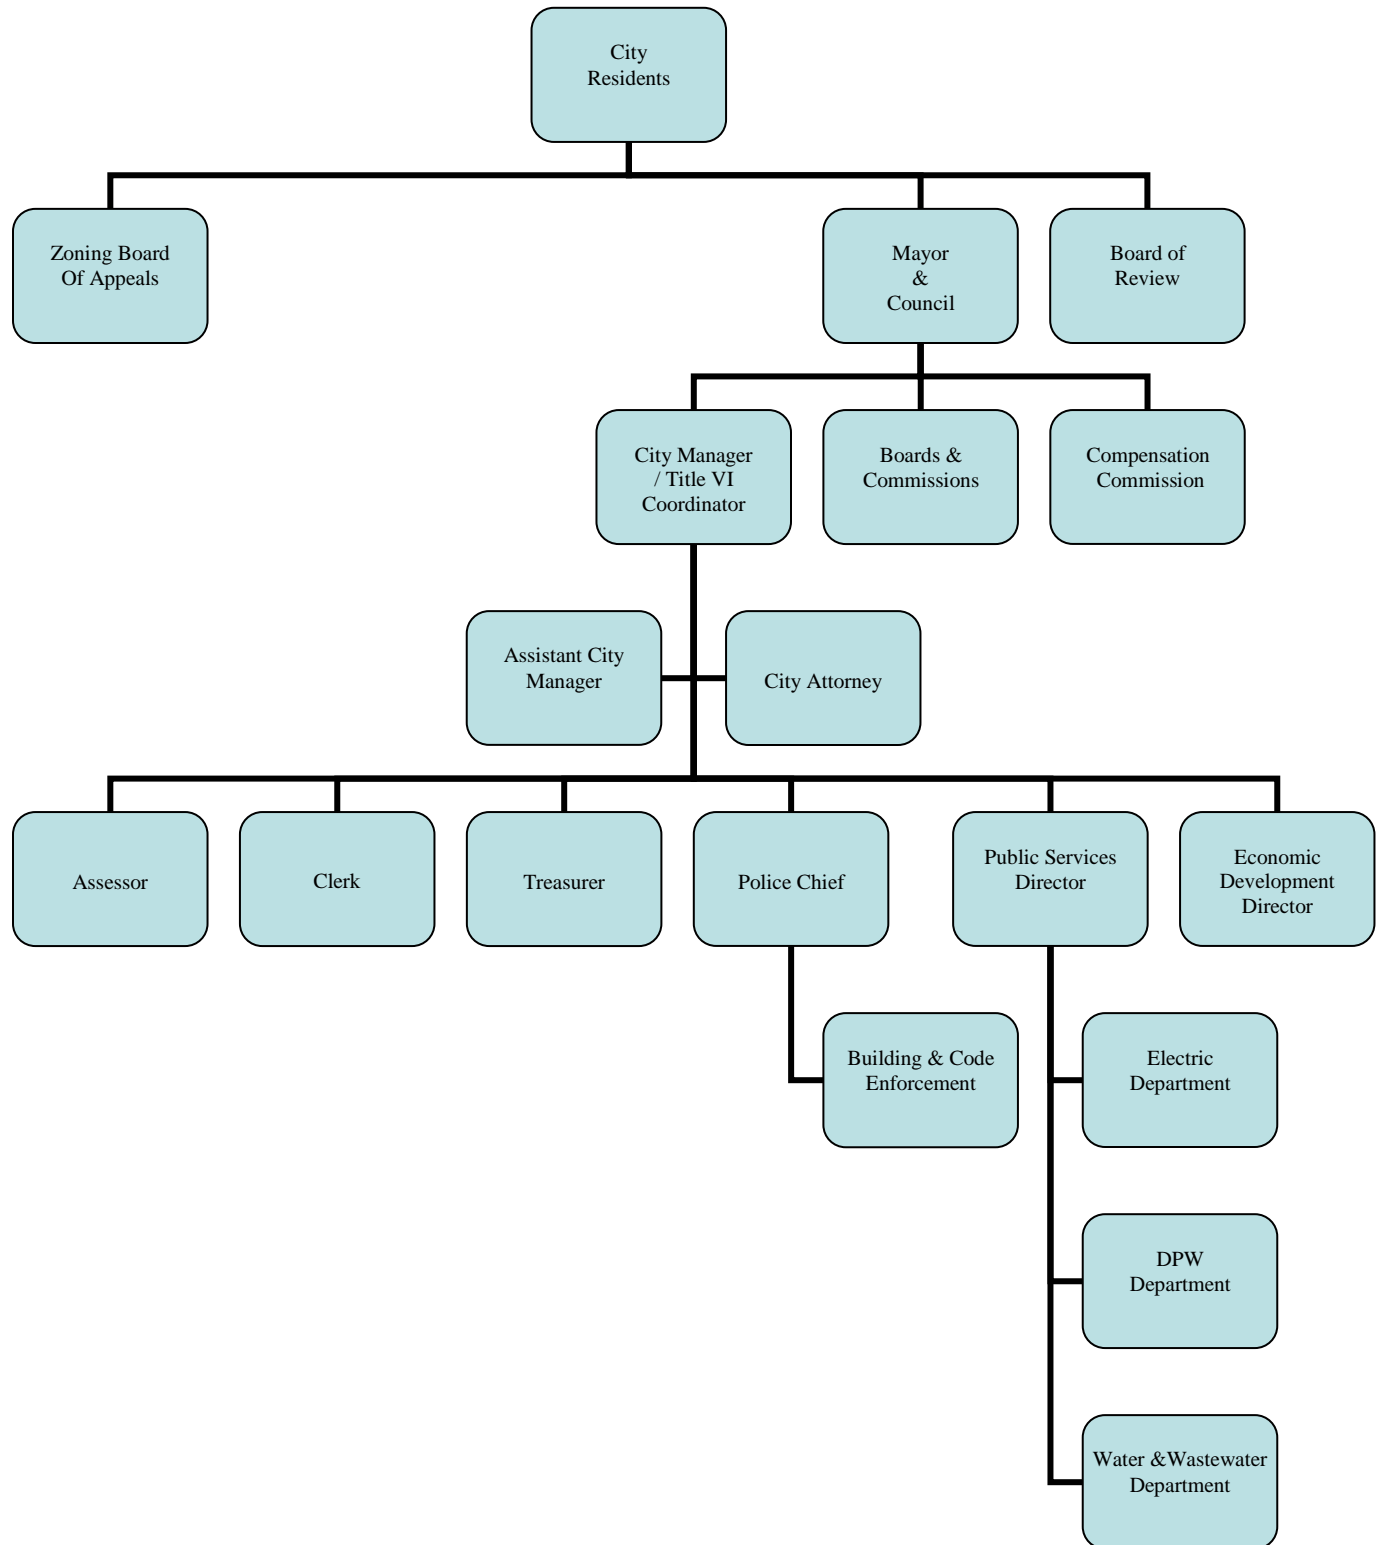 City
Residents
Zoning Board
Of Appeals
Mayor
&
Council
Board of
Review
City Manager
/ Title VI
Coordinator
Boards &
Commissions
Compensation
Commission
Assistant City
Manager
City Attorney
Assessor
Clerk
Treasurer
Police Chief
Public Services
Director
Economic
Development
Director
Building & Code
Enforcement
Electric
Department
DPW
Department
Water &Wastewater
Department